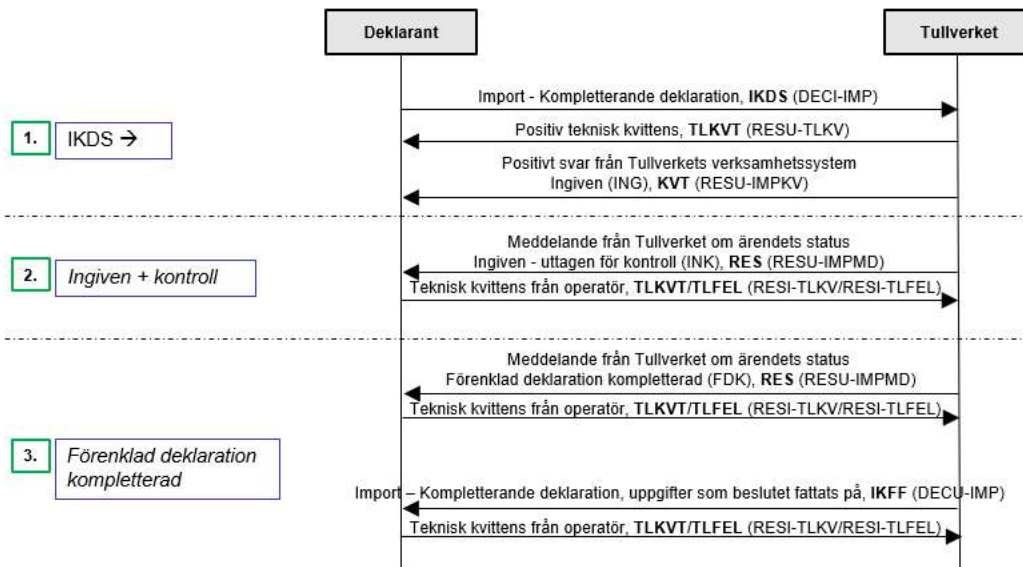 Deklarant
Tullverket
Import - Kompletterande deklaration, IKDS (DECI-IMP)
1.
IKDS →
Positiv teknisk kvittens, TLKVT (RESU-TLKV)
Positivt svar från Tullverkets verksamhetssystem
Ingiven (ING), KVT (RESU-IMPKV)
2.
Ingiven + kontroll
Meddelande från Tullverket om ärendets status
Ingiven - uttagen för kontroll (INK), RES (RESU-IMPMD)
Teknisk kvittens från operatör, TLKVT/TLFEL (RESI-TLKV/RESI-TLFEL)
Meddelande från Tullverket om ärendets status
Förenklad deklaration kompletterad (FDK), RES (RESU-IMPMD)
Teknisk kvittens från operatör, TLKVT/TLFEL (RESI-TLKV/RESI-TLFEL)
3.
Förenklad deklaration
kompletterad
Import – Kompletterande deklaration, uppgifter som beslutet fattats på, IKFF (DECU-IMP)
Teknisk kvittens från operatör, TLKVT/TLFEL (RESI-TLKV/RESI-TLFEL)